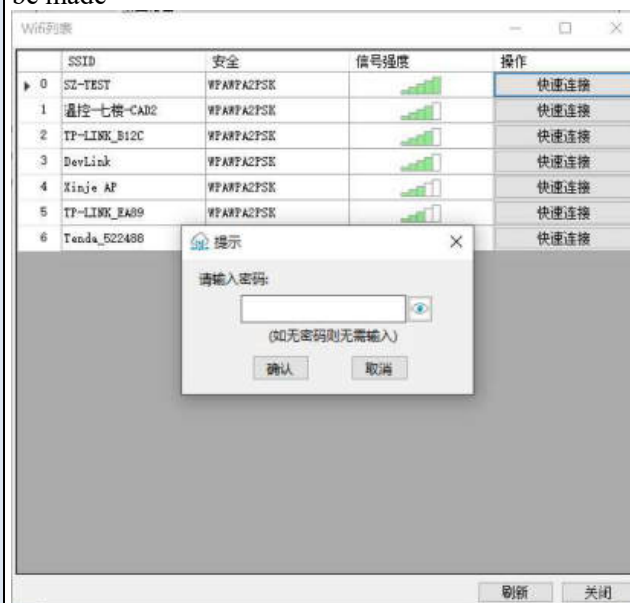 be made
Wifi列表
SSID 安全 信号强度 操作
0 SZ-TEST WPAWPA2PSK 快速连接
1 温控-七楼-CAD2 WPAWPA2PSK 快速连接
2 TP-LINK_B12C WPAWPA2PSK 快速连接
3 DevLink WPAWPA2PSK 快速连接
4 Xinje AP WPAWPA2PSK 快速连接
5 TP-LINK_EA89 WPAWPA2PSK 快速连接
6 Tenda_522488 快速连接
提示
请输入密码:
(如无密码则无需输入)
确认 取消
刷新 关闭